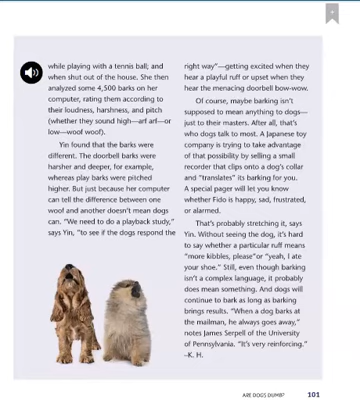 while playing with a tennis ball; and
when shut out of the house. She then
analyzed some 4,500 barks on her
computer, rating them according to
their loudness, harshness, and pitch
(whether they sound high—arf arf—or
low—woof woof).
Yin found that the barks were
different. The doorbell barks were
harsher and deeper, for example,
whereas play barks were pitched
higher. But just because her computer
can tell the difference between one
woof and another doesn't mean dogs
can. "We need to do a playback study,"
says Yin, "to see if the dogs respond the
right way"—getting excited when they
hear a playful ruff or upset when they
hear the menacing doorbell bow-wow.
Of course, maybe barking isn't
supposed to mean anything to dogs—
just to their masters. After all, that's
who dogs talk to most. A Japanese toy
company is trying to take advantage
of that possibility by selling a small
recorder that clips onto a dog's collar
and "translates" its barking for you.
A special pager will let you know
whether Fido is happy, sad, frustrated,
or alarmed.
That's probably stretching it, says
Yin. Without seeing the dog, it's hard
to say whether a particular ruff means
"more kibbles, please" or "yeah, I ate
your shoe." Still, even though barking
isn't a complex language, it probably
does mean something. And dogs will
continue to bark as long as barking
brings results. "When a dog barks at
the mailman, he always goes away,"
notes James Serpell of the University
of Pennsylvania. "It's very reinforcing."
–K. H.
ARE DOGS DUMB? 101